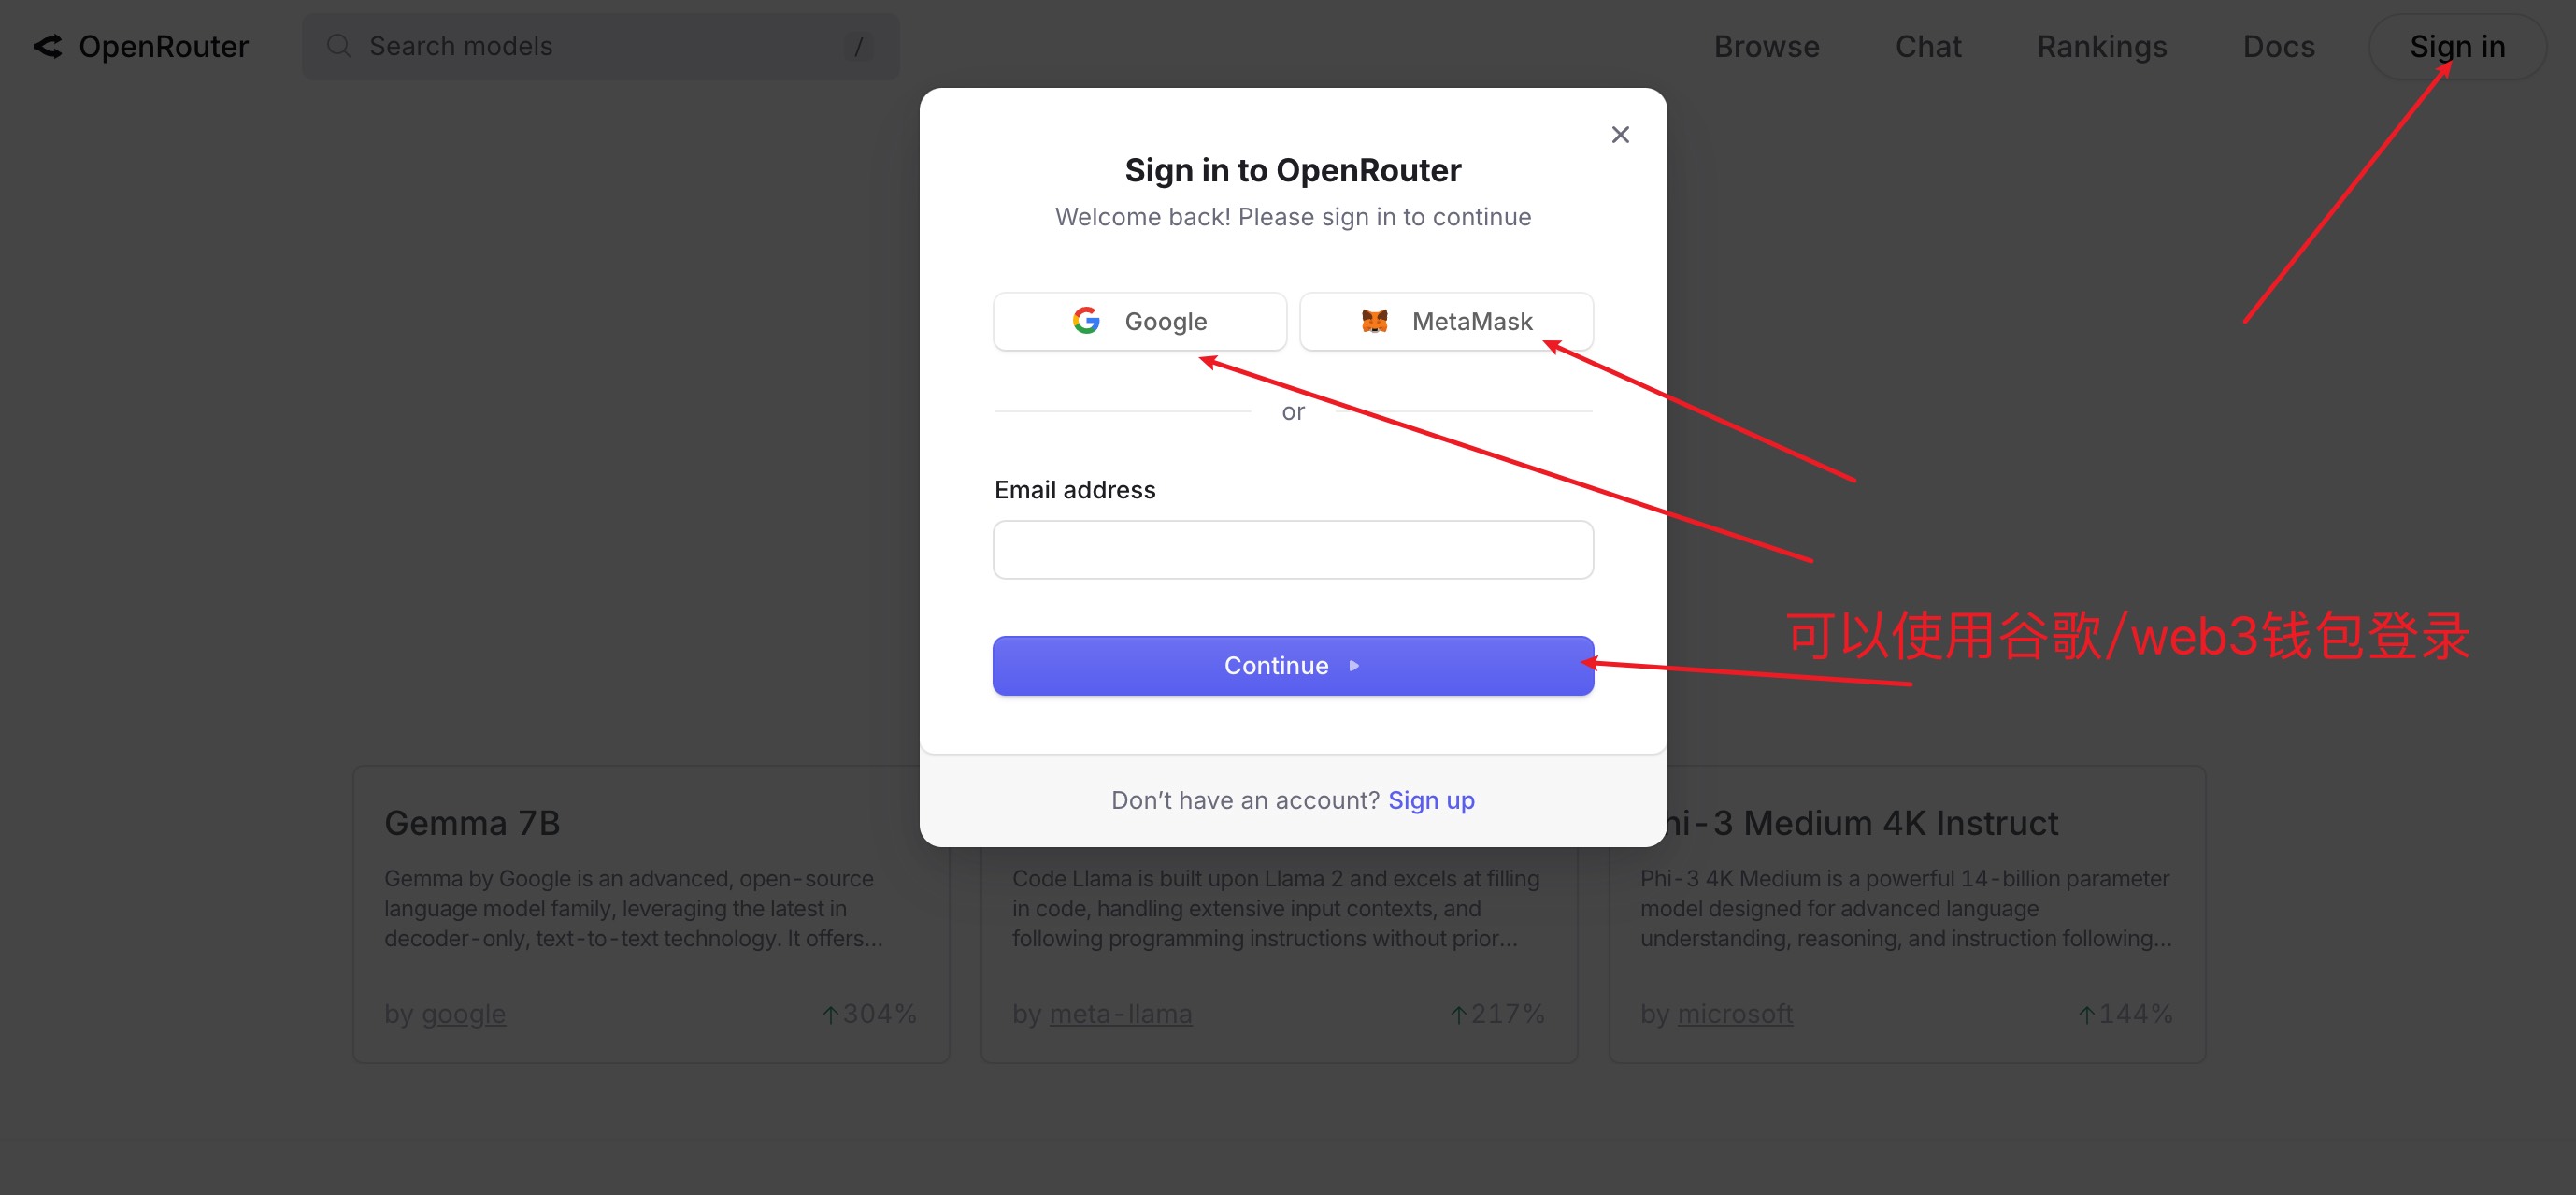 OpenRouter
Search models
/
Browse
Chat
Rankings
Docs
Sign in
Sign in to OpenRouter
Welcome back! Please sign in to continue
Google
MetaMask
or
Email address
Continue
可以使用谷歌/web3钱包登录
Don’t have an account? Sign up
Gemma 7B
Gemma by Google is an advanced, open-source
language model family, leveraging the latest in
decoder-only, text-to-text technology. It offers...
by google
↑304%
Code Llama is built upon Llama 2 and excels at filling
in code, handling extensive input contexts, and
following programming instructions without prior...
by meta-llama
↑217%
hi-3 Medium 4K Instruct
Phi-3 4K Medium is a powerful 14-billion parameter
model designed for advanced language
understanding, reasoning, and instruction following...
by microsoft
↑144%